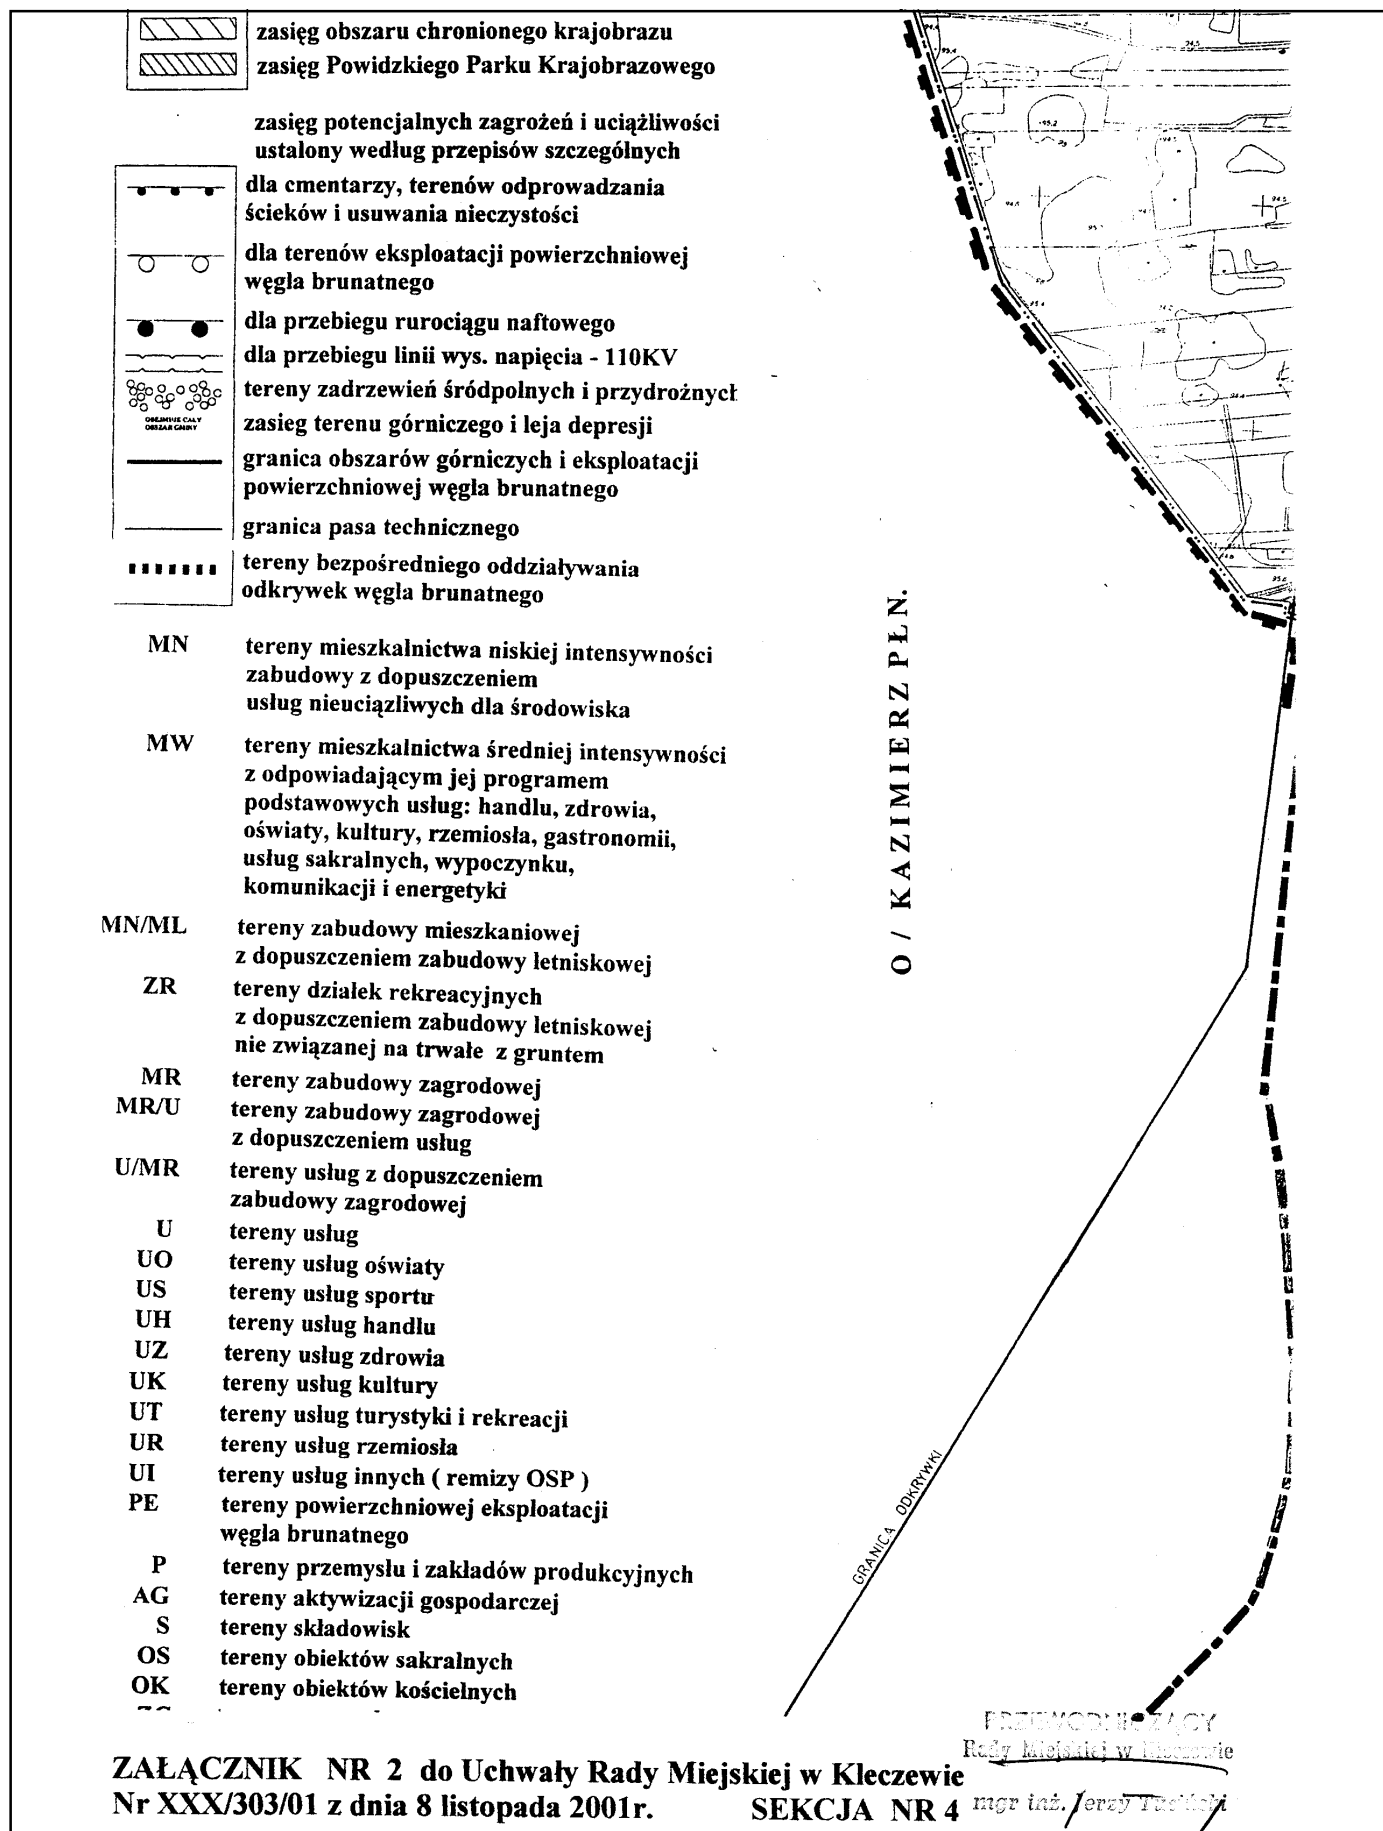 zasięg obszaru chronionego krajobrazu
zasięg Powidzkiego Parku Krajobrazowego
zasięg potencjalnych zagrożeń i uciążliwości
ustalony według przepisów szczególnych
dla cmentarzy, terenów odprowadzania
ścieków i usuwania nieczystości
dla terenów eksploatacji powierzchniowej
węgla brunatnego
dla przebiegu rurociągu naftowego
dla przebiegu linii wys. napięcia - 110KV
tereny zadrzewień śródpolnych i przydrożnych
OBEJMUJE CAŁY
OBSZAR GMINY
zasieg terenu górniczego i leja depresji
granica obszarów górniczych i eksploatacji
powierzchniowej węgla brunatnego
granica pasa technicznego
tereny bezpośredniego oddziaływania
odkrywek węgla brunatnego
MN tereny mieszkalnictwa niskiej intensywności
zabudowy z dopuszczeniem
usług nieuciązliwych dla środowiska
MW tereny mieszkalnictwa średniej intensywności
z odpowiadającym jej programem
podstawowych usług: handlu, zdrowia,
oświaty, kultury, rzemiosła, gastronomii,
usług sakralnych, wypoczynku,
komunikacji i energetyki
MN/ML tereny zabudowy mieszkaniowej
z dopuszczeniem zabudowy letniskowej
ZR tereny działek rekreacyjnych
z dopuszczeniem zabudowy letniskowej
nie związanej na trwałe z gruntem
MR tereny zabudowy zagrodowej
MR/U tereny zabudowy zagrodowej
z dopuszczeniem usług
U/MR tereny usług z dopuszczeniem
zabudowy zagrodowej
U tereny usług
UO tereny usług oświaty
US tereny usług sportu
UH tereny usług handlu
UZ tereny usług zdrowia
UK tereny usług kultury
UT tereny usług turystyki i rekreacji
UR tereny usług rzemiosła
UI tereny usług innych ( remizy OSP )
PE tereny powierzchniowej eksploatacji
węgla brunatnego
P tereny przemysłu i zakładów produkcyjnych
AG tereny aktywizacji gospodarczej
S tereny składowisk
OS tereny obiektów sakralnych
OK tereny obiektów kościelnych
O / KAZIMIERZ PŁN.
GRANICA ODKRYWKI
PRZEWODNICZĄCY
Rady Miejskiej w Kleczewie
mgr inż. Jerzy
ZAŁĄCZNIK NR 2 do Uchwały Rady Miejskiej w Kleczewie
Nr XXX/303/01 z dnia 8 listopada 2001r. SEKCJA NR 4